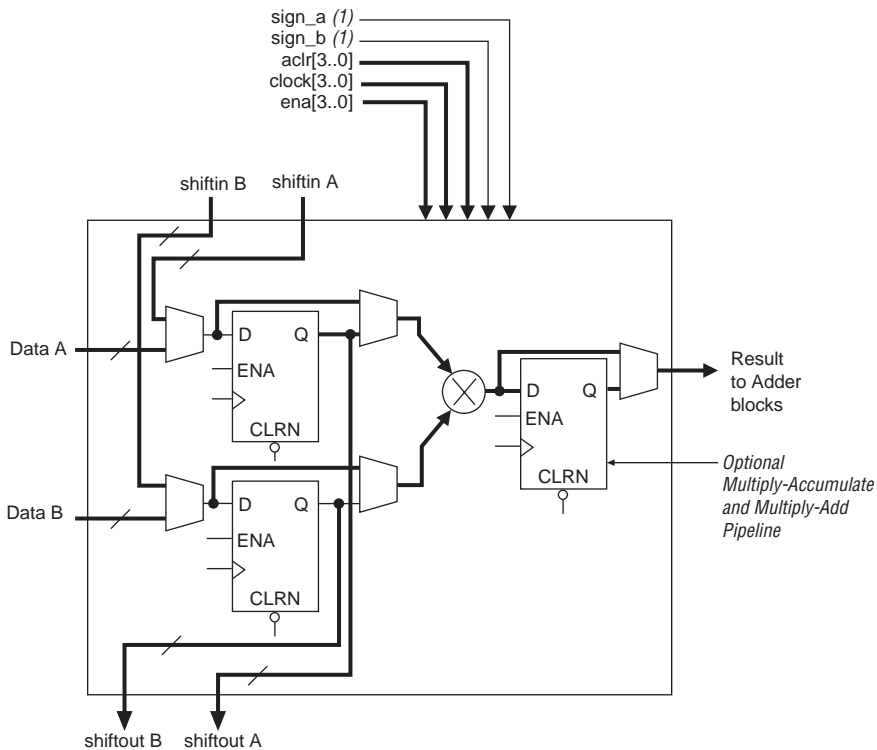 sign_a (1)
sign_b (1)
aclr[3..0]
clock[3..0]
ena[3..0]
shiftin B
shiftin A
Data A
D
Q
ENA
CLRN
Data B
D
Q
ENA
CLRN
D
Q
ENA
CLRN
Result
to Adder
blocks
Optional
Multiply-Accumulate
and Multiply-Add
Pipeline
shiftout B
shiftout A